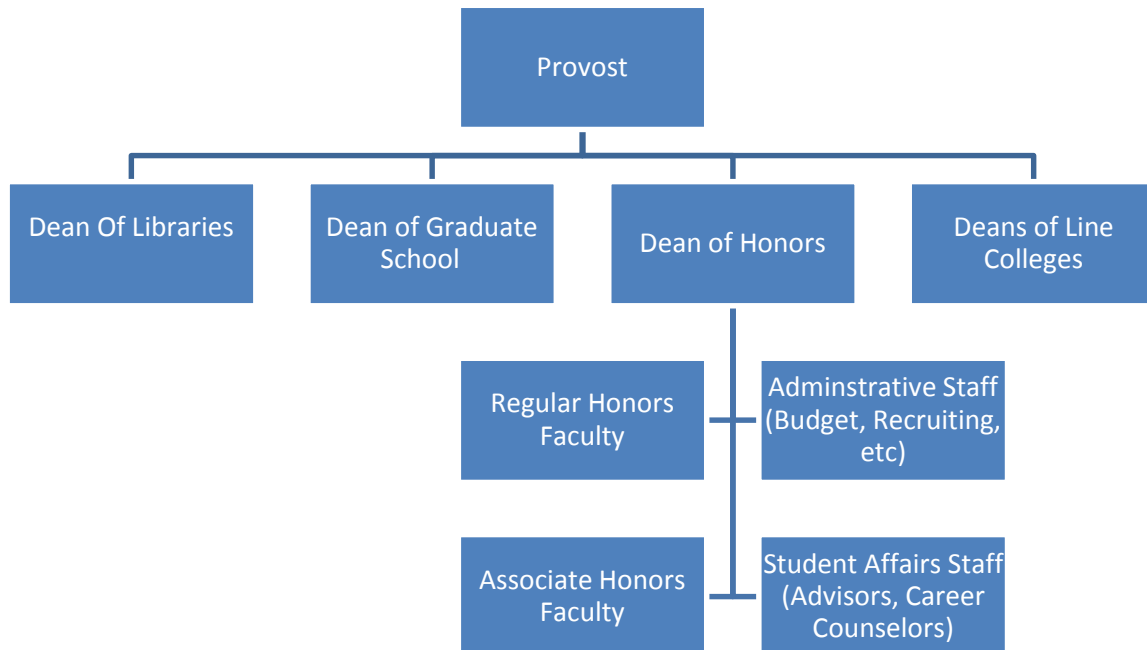 Provost
Dean Of Libraries
Dean of Graduate
School
Dean of Honors
Deans of Line
Colleges
Regular Honors
Faculty
Adminstrative Staff
(Budget, Recruiting,
etc)
Associate Honors
Faculty
Student Affairs Staff
(Advisors, Career
Counselors)